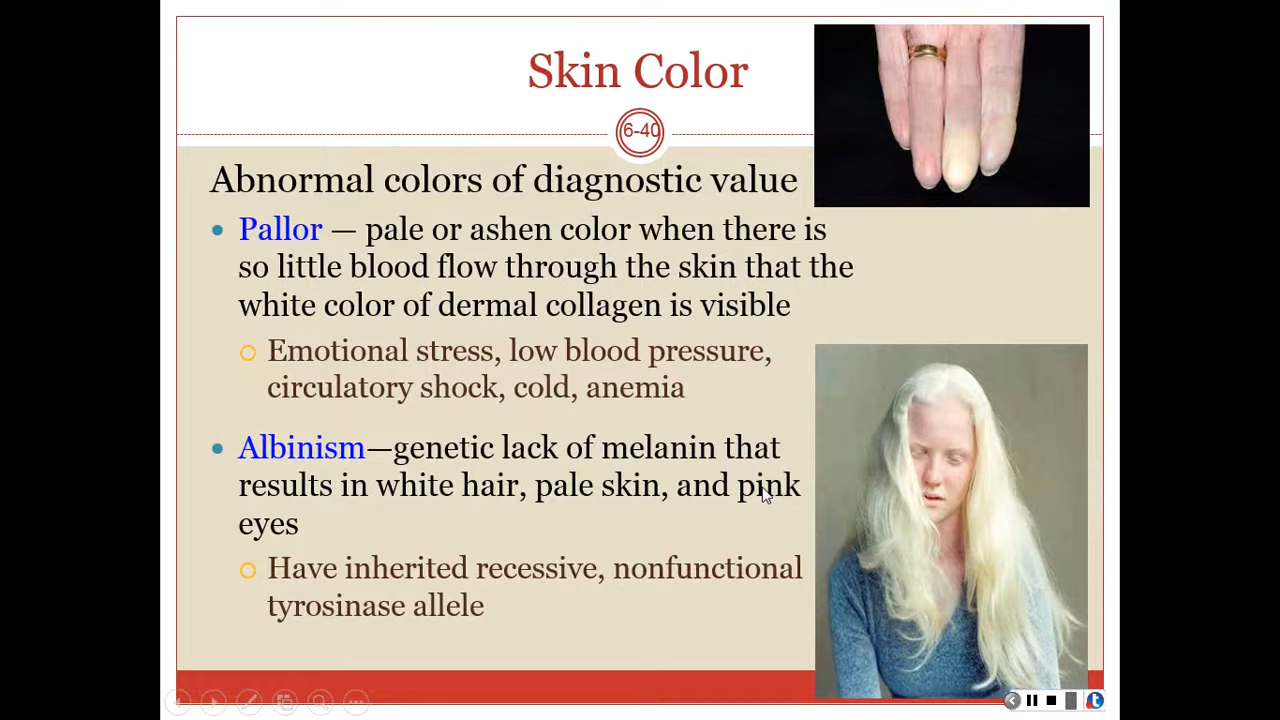 Skin Color
6-40
Abnormal colors of diagnostic value
Pallor — pale or ashen color when there is
so little blood flow through the skin that the
white color of dermal collagen is visible
Emotional stress, low blood pressure,
circulatory shock, cold, anemia
Albinism—genetic lack of melanin that
results in white hair, pale skin, and pink
eyes
Have inherited recessive, nonfunctional
tyrosinase allele